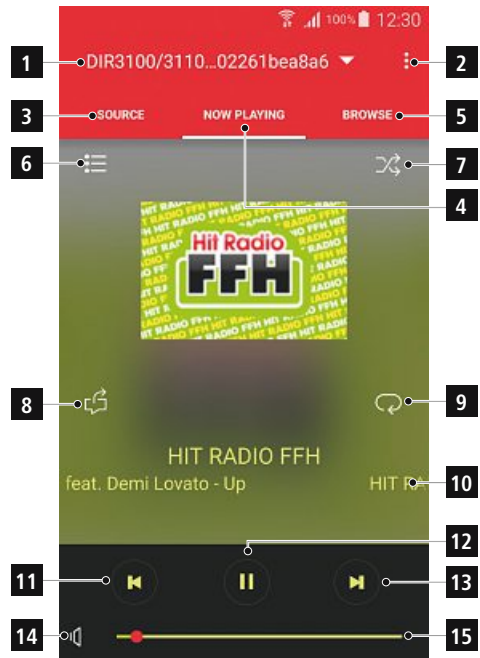 100% 12:30
1 DIR3100/3110...02261bea8a6 2
3 SOURCE NOW PLAYING BROWSE 5
6 7
4
Hit Radio
FFH
8 9
HIT RADIO FFH
feat. Demi Lovato - Up HIT RA 10
12
11 13
14 15